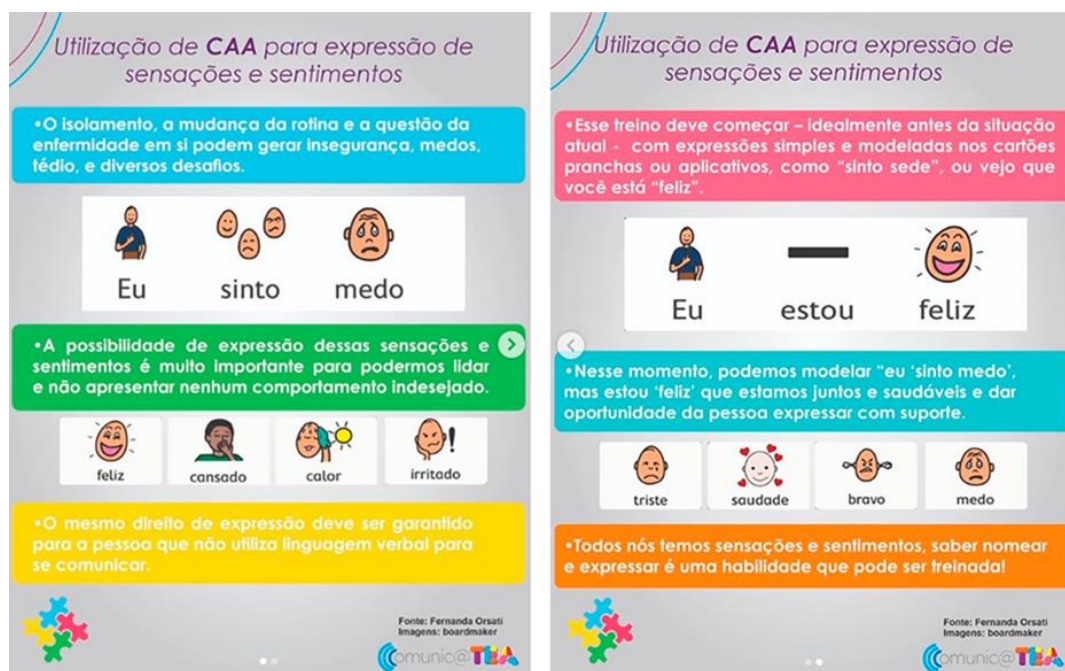 Utilização de CAA para expressão de
sensações e sentimentos
•O isolamento, a mudança da rotina e a questão da
enfermidade em si podem gerar insegurança, medos,
tédio, e diversos desafios.
Eu sinto medo
•A possibilidade de expressão dessas sensações e
sentimentos é muito importante para podermos lidar
e não apresentar nenhum comportamento indesejado.
feliz cansado calor irritado
•O mesmo direito de expressão deve ser garantido
para a pessoa que não utiliza linguagem verbal para
se comunicar.
Fonte: Fernanda Orsati
Imagens: boardmaker
Comunic@TEA
Utilização de CAA para expressão de
sensações e sentimentos
•Esse treino deve começar – idealmente antes da situação
atual - com expressões simples e modeladas nos cartões
pranchas ou aplicativos, como "sinto sede", ou vejo que
você está "feliz".
Eu estou feliz
•Nesse momento, podemos modelar "eu 'sinto medo',
mas estou 'feliz' que estamos juntos e saudáveis e dar
oportunidade da pessoa expressar com suporte.
triste saudade bravo medo
•Todos nós temos sensações e sentimentos, saber nomear
e expressar é uma habilidade que pode ser treinada!
Fonte: Fernanda Orsati
Imagens: boardmaker
Comunic@TEA